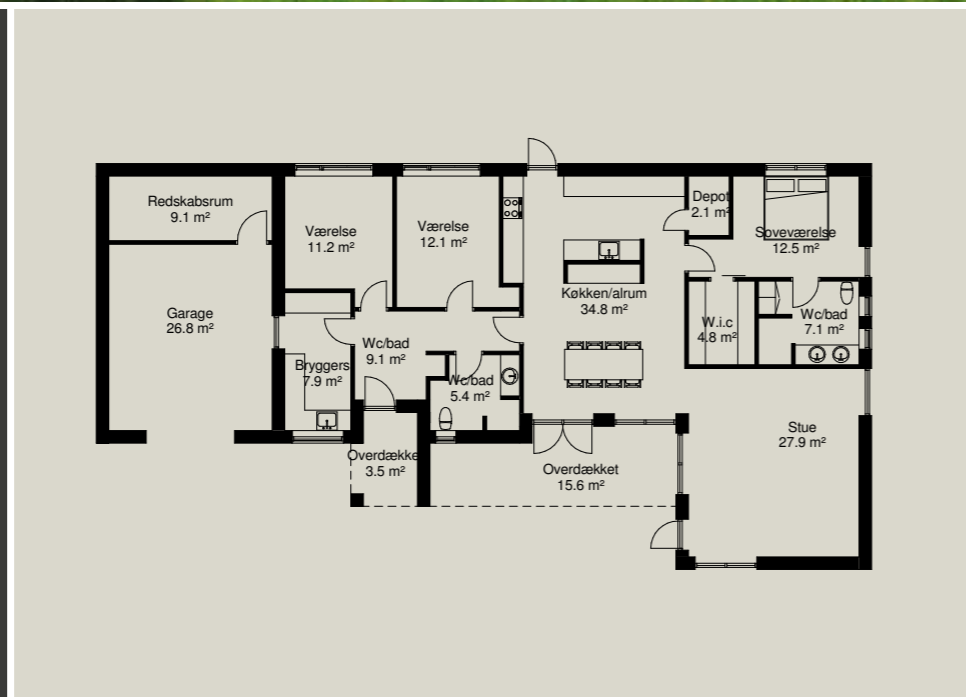 Redskabsrum
9.1 m²
Værelse
11.2 m²
Værelse
12.1 m²
Depot
2.1 m²
Soveværelse
12.5 m²
Køkken/alrum
34.8 m²
Garage
26.8 m²
W.i.c
4.8 m²
Wc/bad
7.1 m²
Wc/bad
9.1 m²
Bryggers
7.9 m²
Wc/bad
5.4 m²
Stue
27.9 m²
Overdække
3.5 m²
Overdækket
15.6 m²